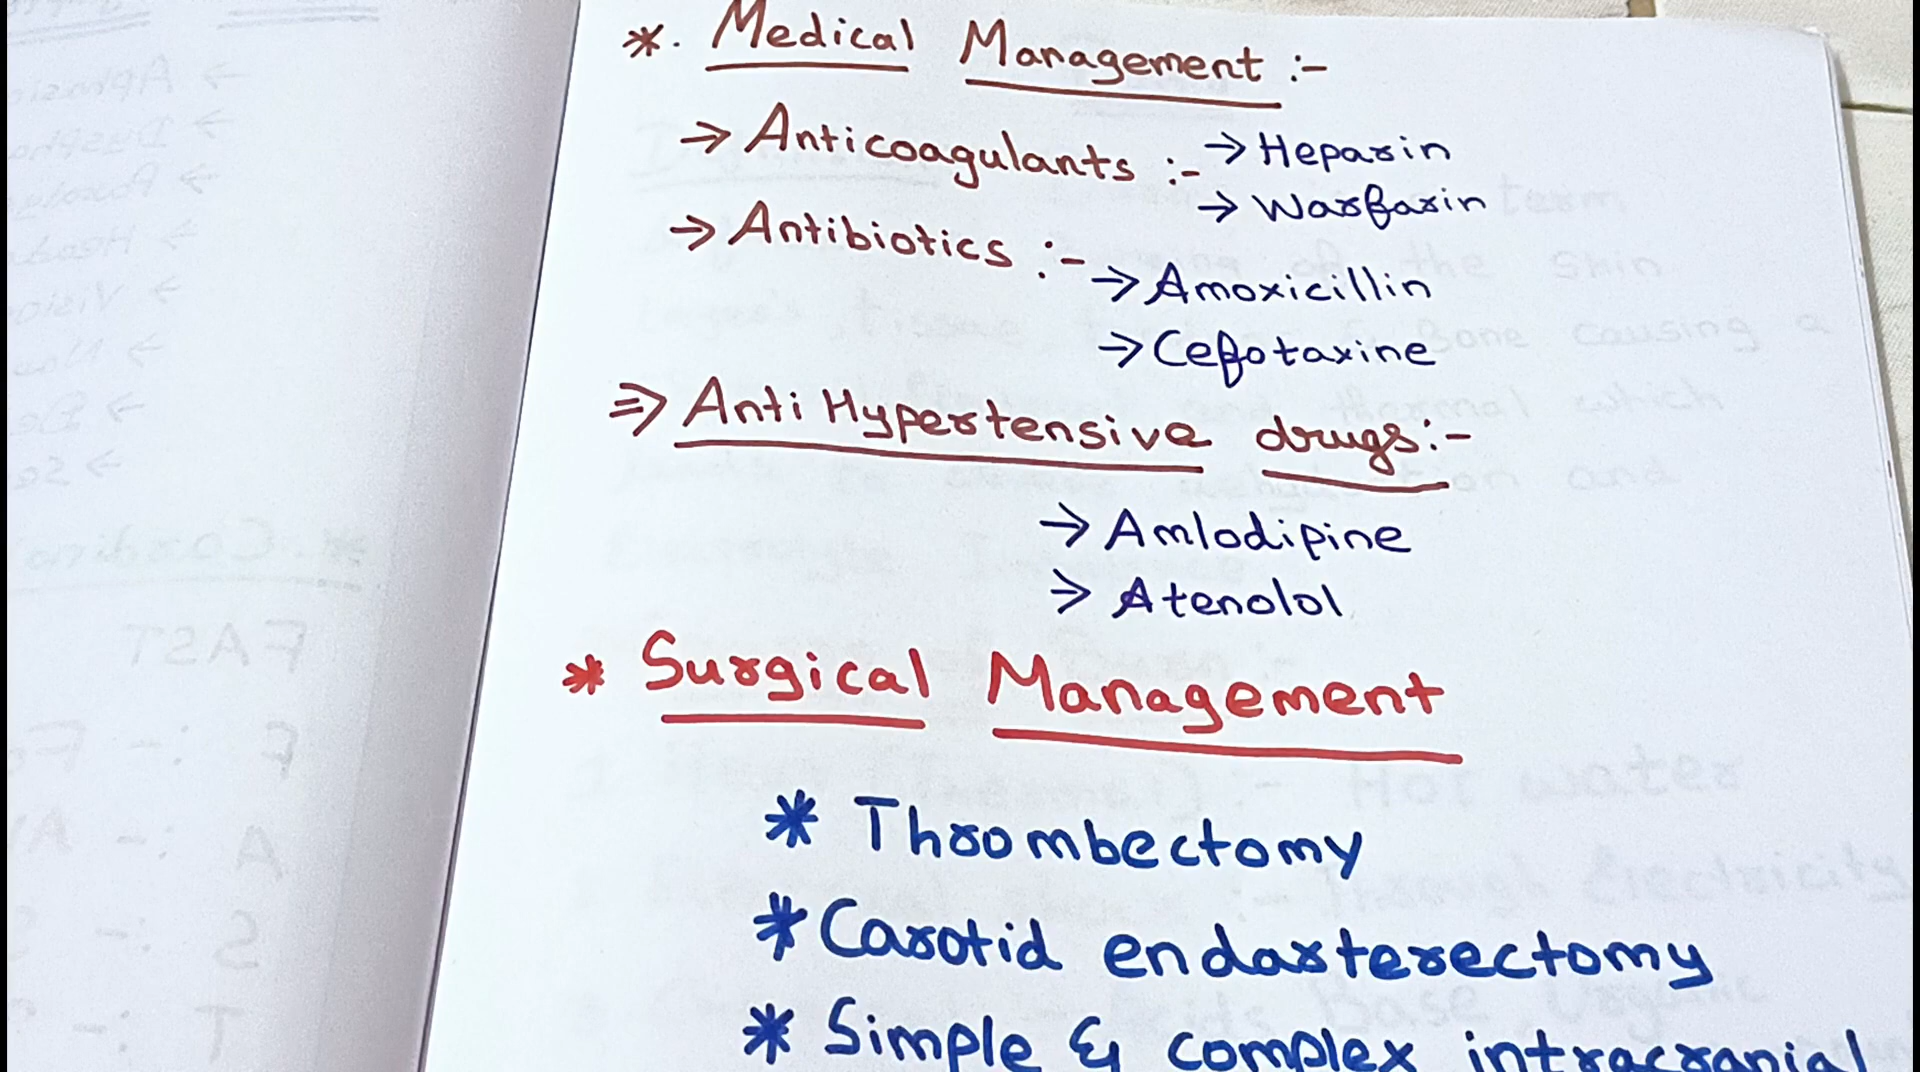 *. Medical Management :-
→ Anticoagulants :- → Heparin
→ Warfarin
→ Antibiotics :-
→ Amoxicillin
→ Cefotaxine
⇒ Anti Hypertensive drugs:-
→ Amlodipine
→ Atenolol
* Surgical Management
* Thrombectomy
* Carotid endarterectomy
* Simple & complex intracranial